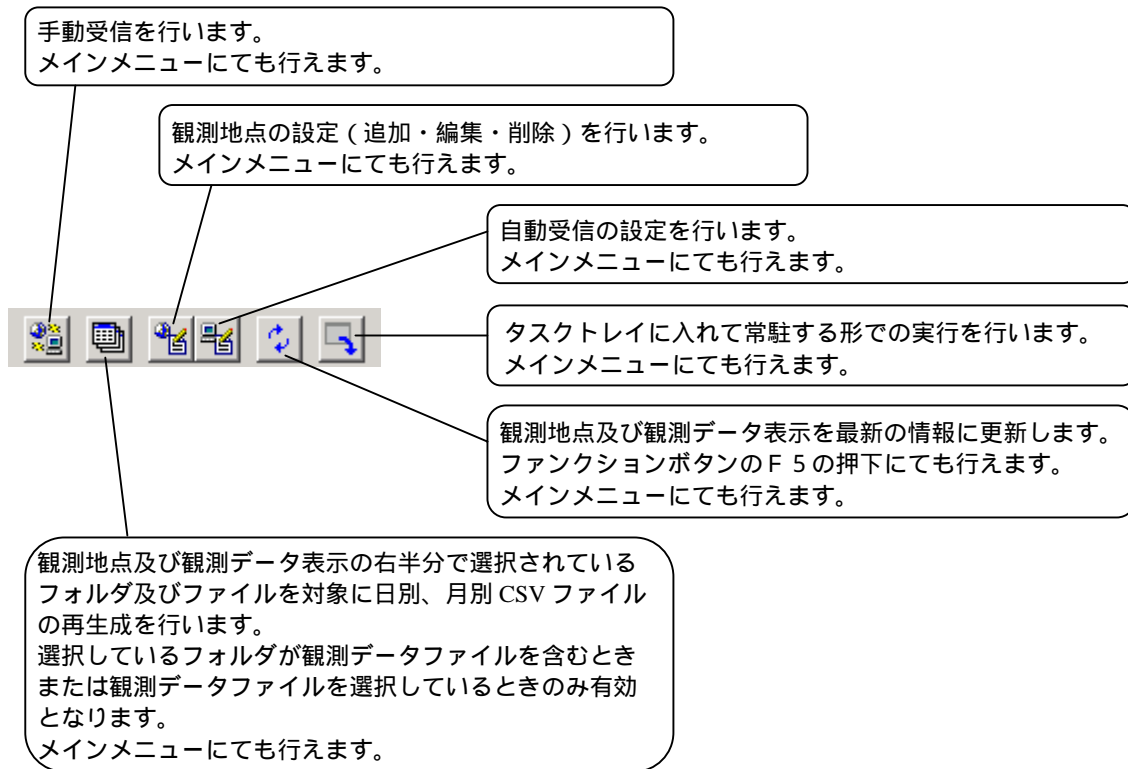 手動受信を行います。
メインメニューにても行えます。
観測地点の設定（追加・編集・削除）を行います。
メインメニューにても行えます。
自動受信の設定を行います。
メインメニューにても行えます。
タスクトレイに入れて常駐する形での実行を行います。
メインメニューにても行えます。
観測地点及び観測データ表示を最新の情報に更新します。
ファンクションボタンのＦ５の押下にても行えます。
メインメニューにても行えます。
観測地点及び観測データ表示の右半分で選択されている
フォルダ及びファイルを対象に日別、月別 CSV ファイル
の再生成を行います。
選択しているフォルダが観測データファイルを含むとき
または観測データファイルを選択しているときのみ有効
となります。
メインメニューにても行えます。